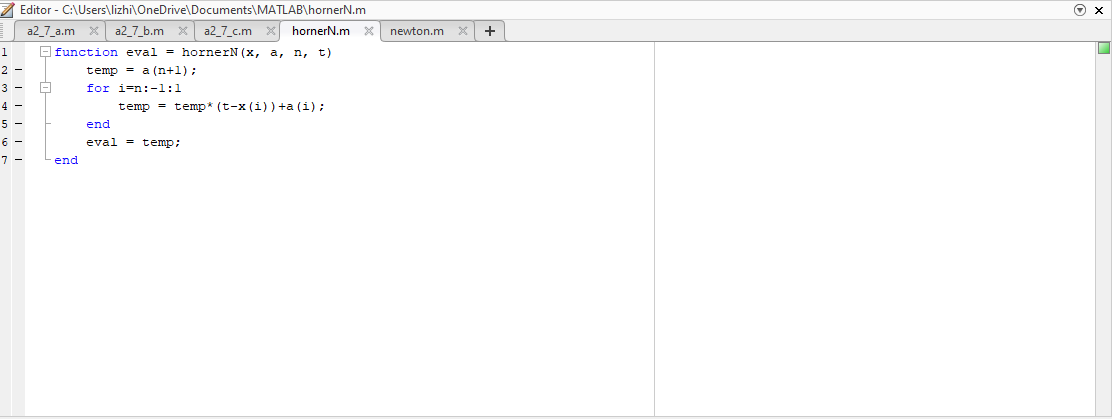 Editor - C:\Users\lizhi\OneDrive\Documents\MATLAB\hornerN.m
a2_7_a.m a2_7_b.m a2_7_c.m hornerN.m newton.m
1 function eval = hornerN(x, a, n, t)
2 - temp = a(n+1);
3 - for i=n:-1:1
4 - temp = temp*(t-x(i))+a(i);
5 - end
6 - eval = temp;
7 - end